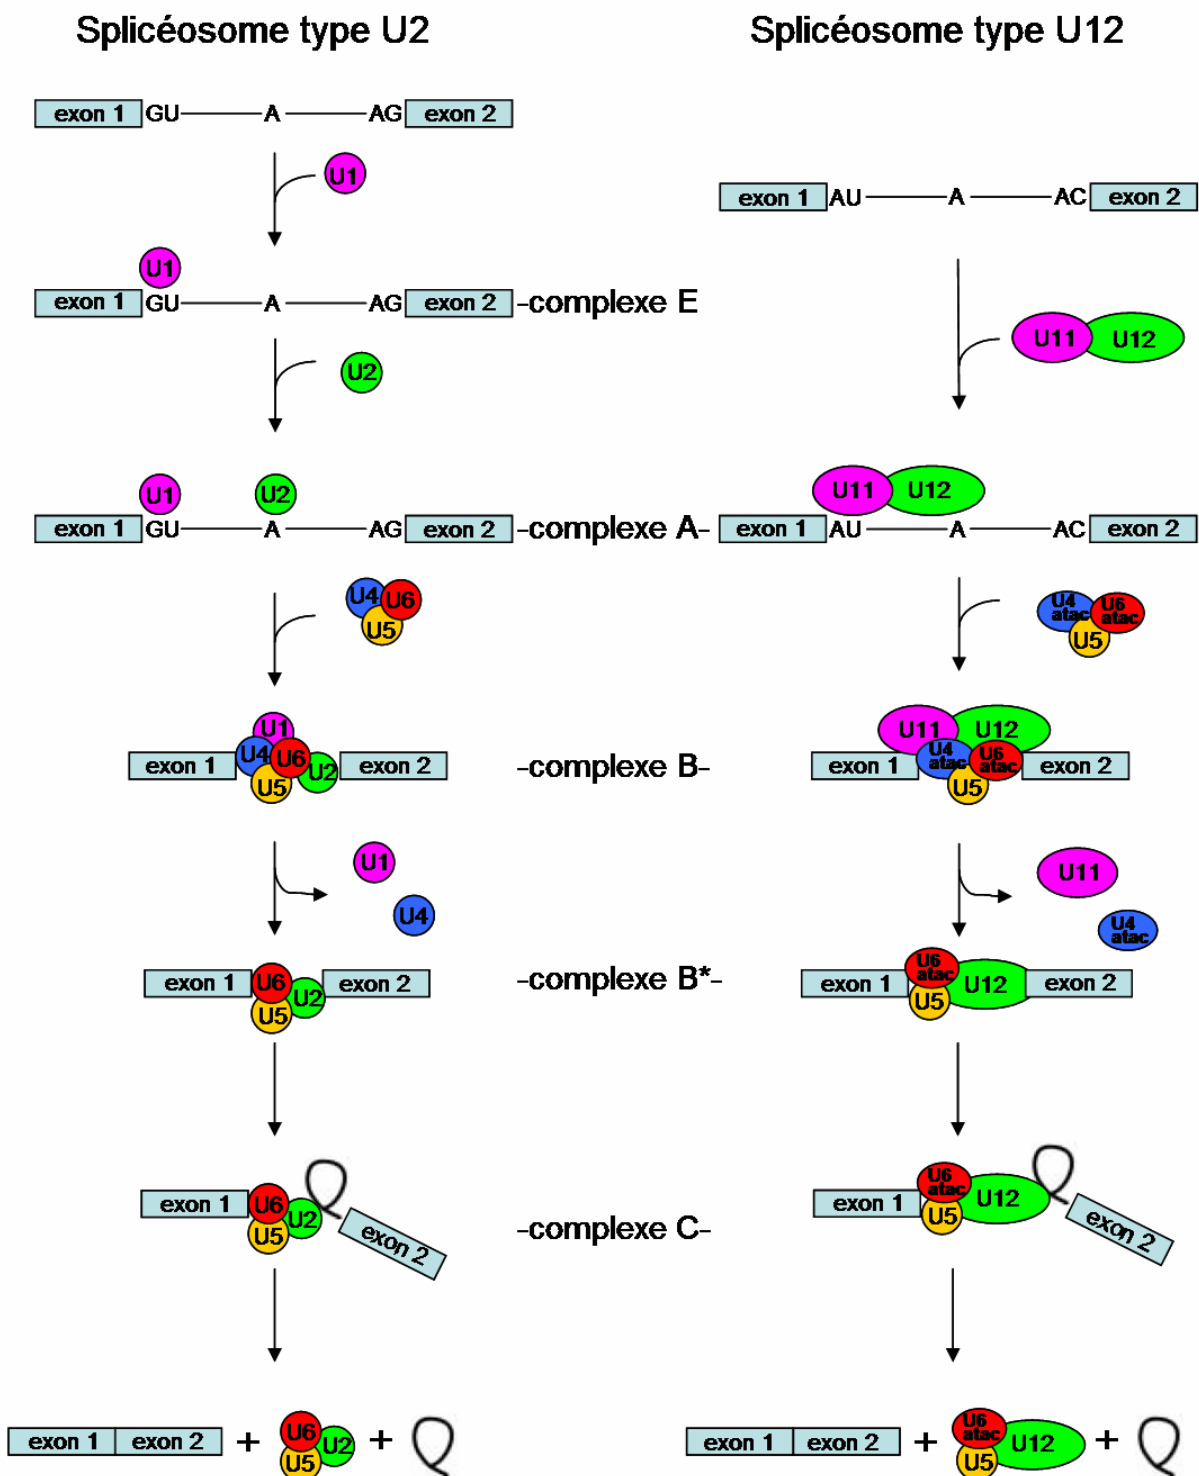 Splicéosome type U2
Splicéosome type U12
exon 1 GU A AG exon 2
U1
exon 1 AU A AC exon 2
U1
exon 1 GU A AG exon 2 -complexe E
U11 U12
U2
U1 U2
U11 U12
exon 1 GU A AG exon 2 -complexe A- exon 1 AU A AC exon 2
U4 U6
U5
U4 atac U6 atac
U5
U1
U11 U12
exon 1 U4 U6 U2 exon 2 -complexe B- exon 1 U4 atac U6 atac exon 2
U5
U5
U1
U11
U4
U4 atac
exon 1 U6 U2 exon 2 -complexe B*- exon 1 U6 atac U12 exon 2
U5
U5
exon 1 U6 U2 exon 2 -complexe C- exon 1 U6 atac U12 exon 2
U5
U5
exon 1 exon 2 + U6 U2 + exon 1 exon 2 + U6 atac U12 +
U5
U5